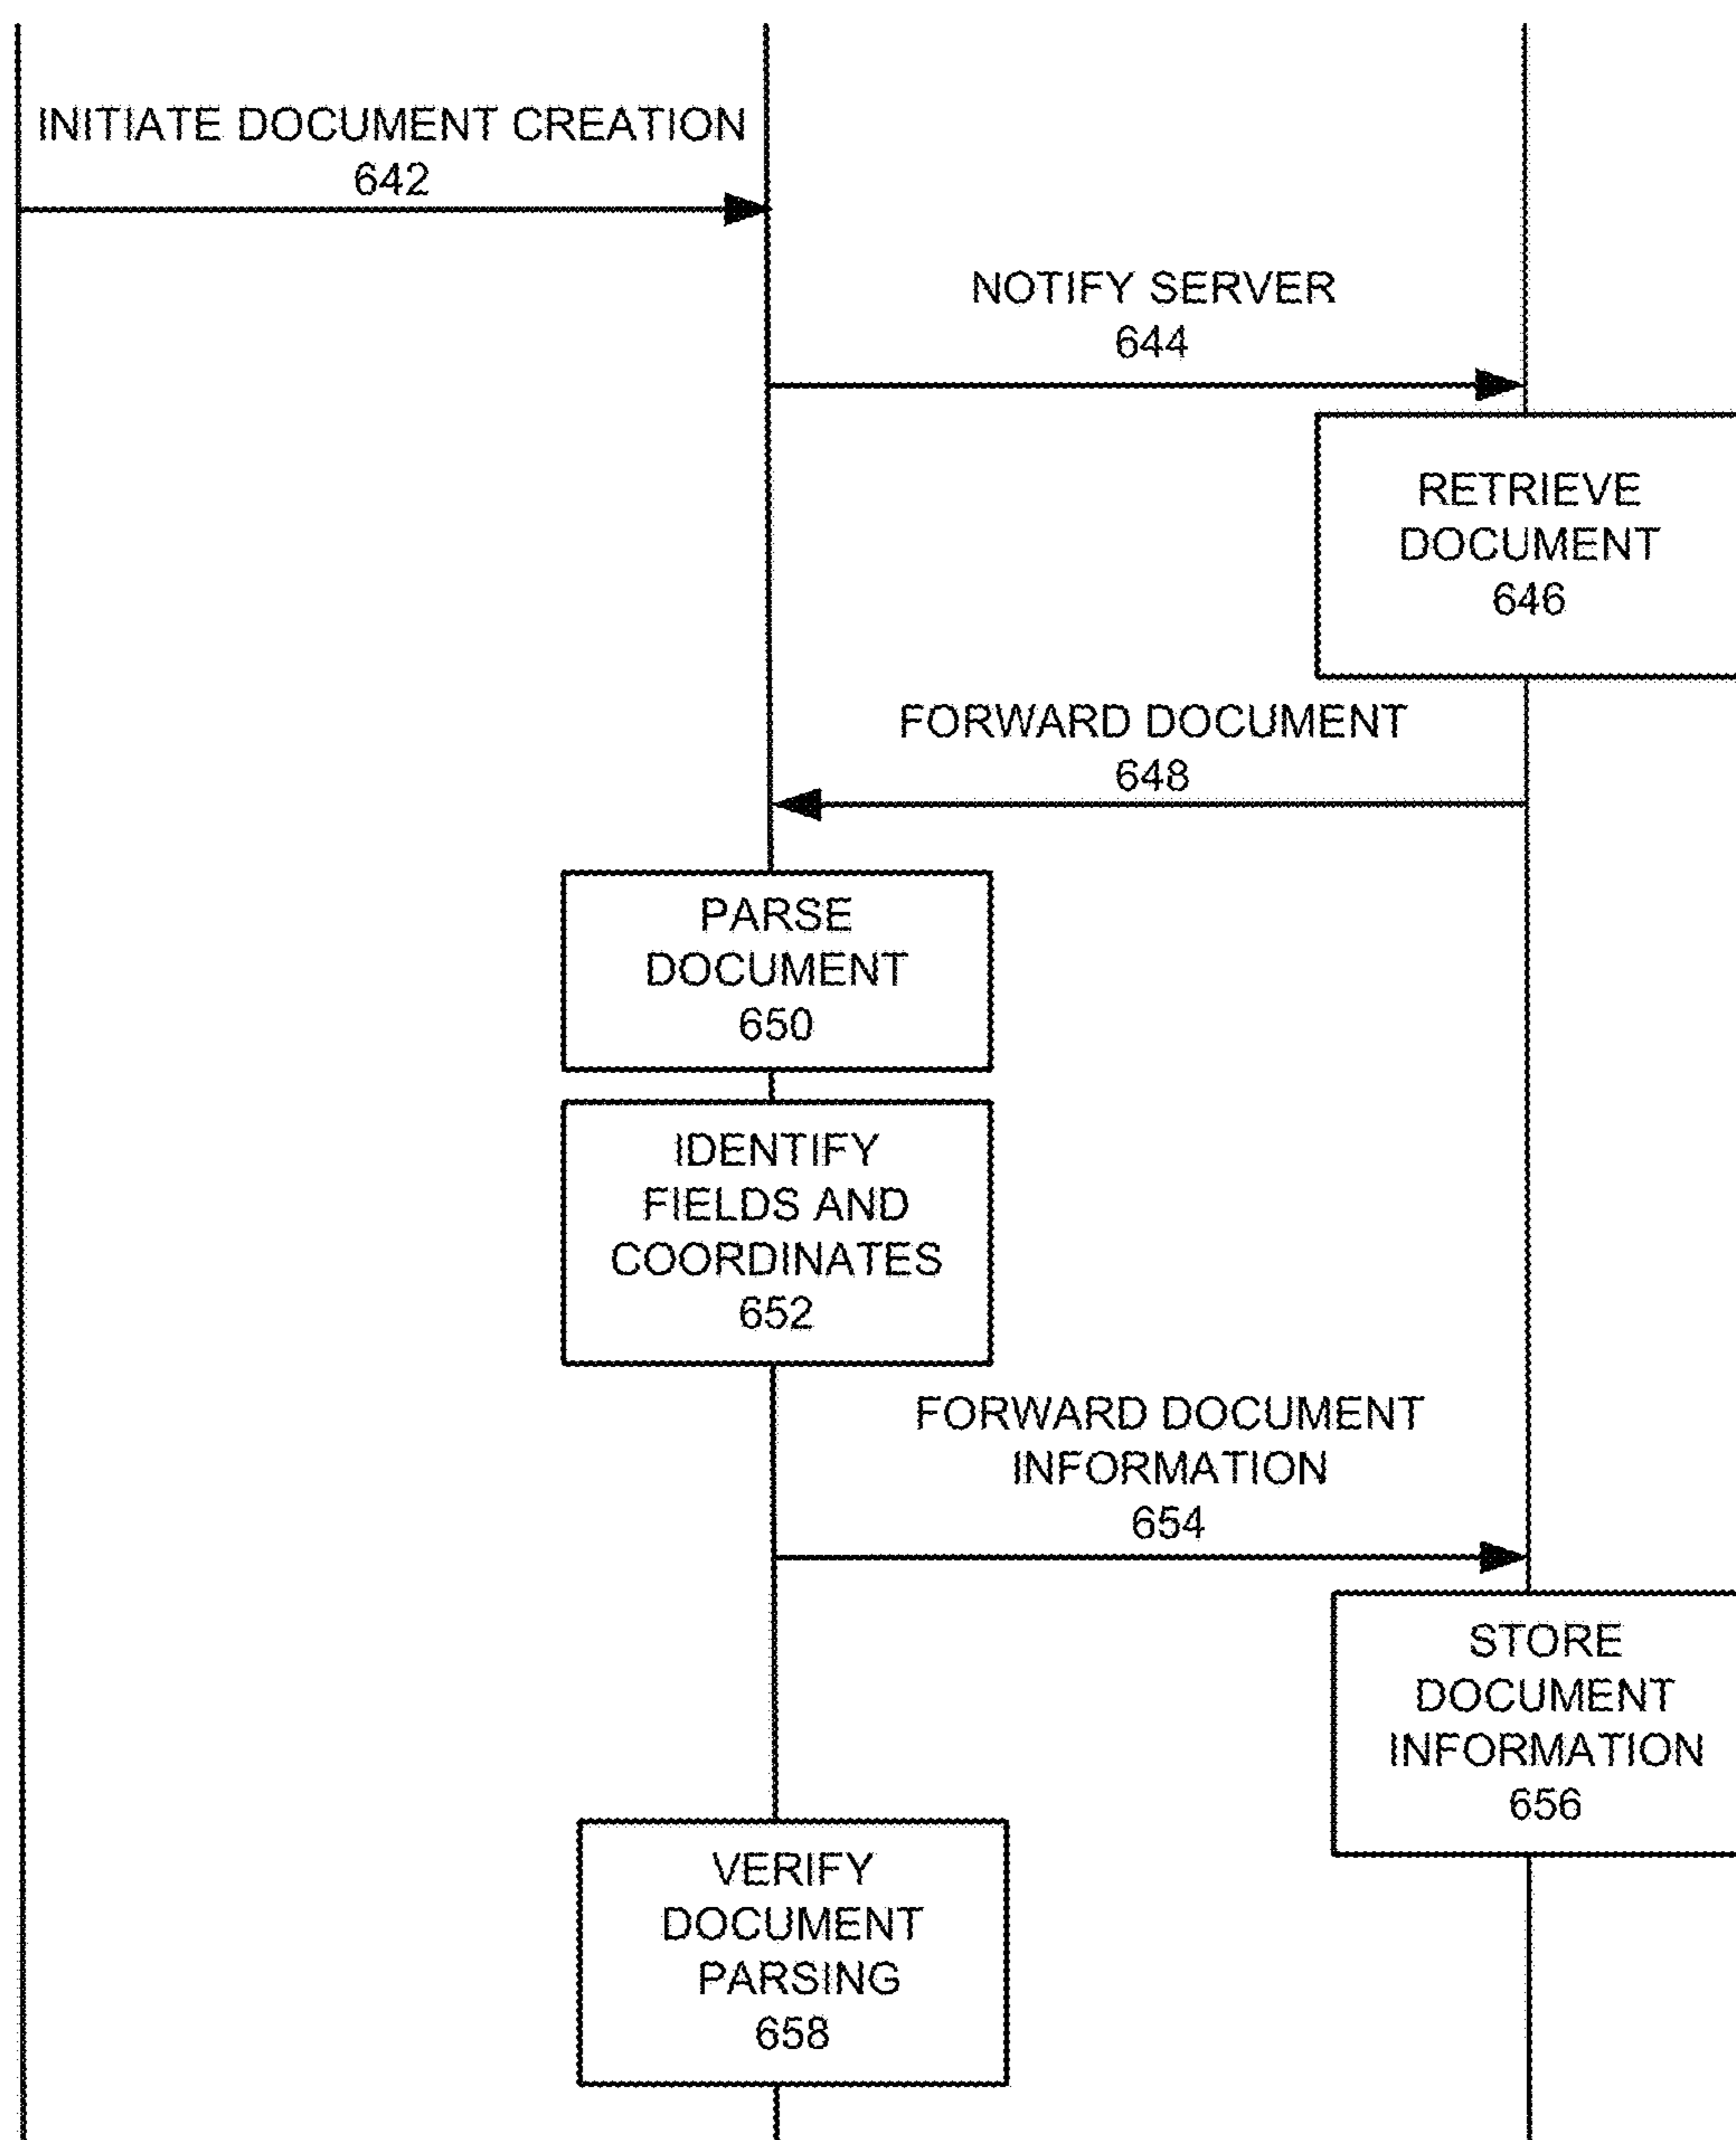 INITIATE DOCUMENT CREATION
642
NOTIFY SERVER
644
RETRIEVE
DOCUMENT
646
FORWARD DOCUMENT
648
PARSE
DOCUMENT
650
IDENTIFY
FIELDS AND
COORDINATES
652
FORWARD DOCUMENT
INFORMATION
654
STORE
DOCUMENT
INFORMATION
656
VERIFY
DOCUMENT
PARSING
658